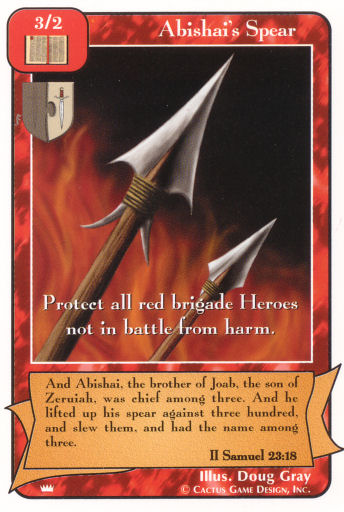 3/2
Abishai's Spear
Protect all red brigade Heroes
not in battle from harm.
And Abishai, the brother of Joab, the son of
Zeruiah, was chief among three. And he
lifted up his spear against three hundred,
and slew them, and had the name among
three.
II Samuel 23:18
Illus. Doug Gray
© Cactus Game Design, Inc.